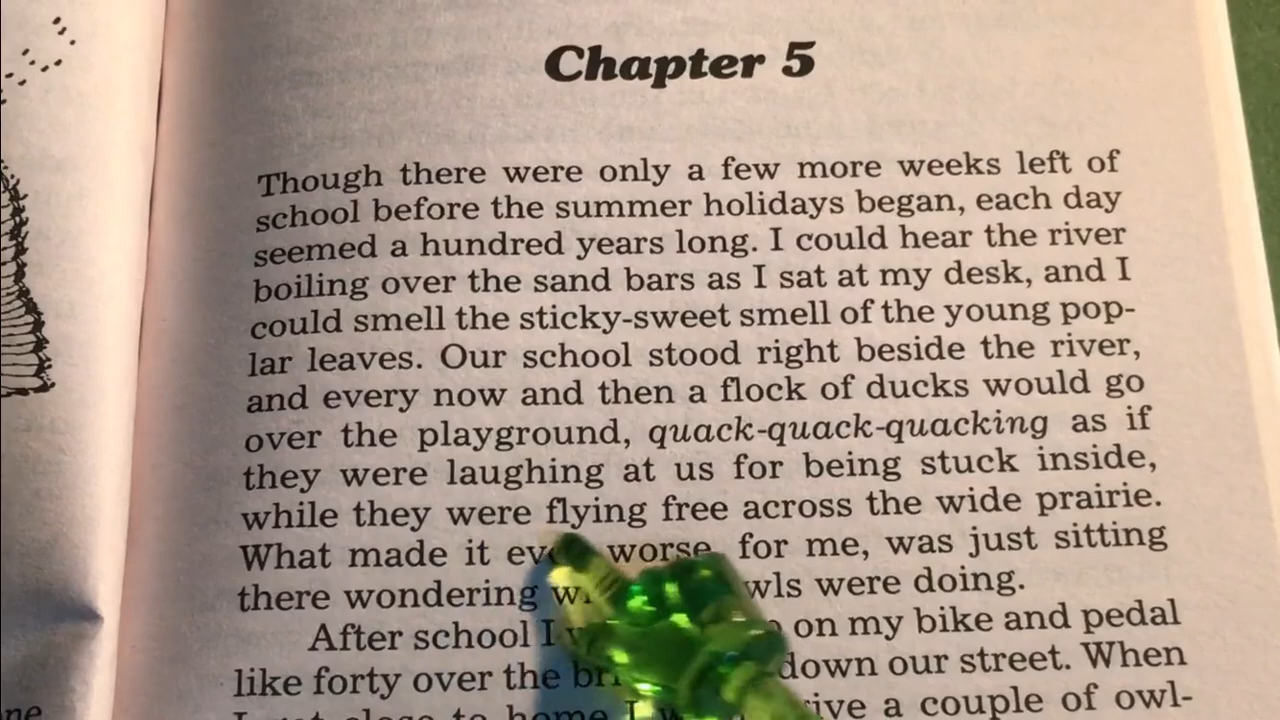 Chapter 5
Though there were only a few more weeks left of
school before the summer holidays began, each day
seemed a hundred years long. I could hear the river
boiling over the sand bars as I sat at my desk, and I
could smell the sticky-sweet smell of the young pop-
lar leaves. Our school stood right beside the river,
and every now and then a flock of ducks would go
over the playground, quack-quack-quacking as if
they were laughing at us for being stuck inside,
while they were flying free across the wide prairie.
What made it worse, for me, was just sitting
there wondering were doing.
After school I on my bike and pedal
like forty over the down our street. When
close to home I a couple of owl-